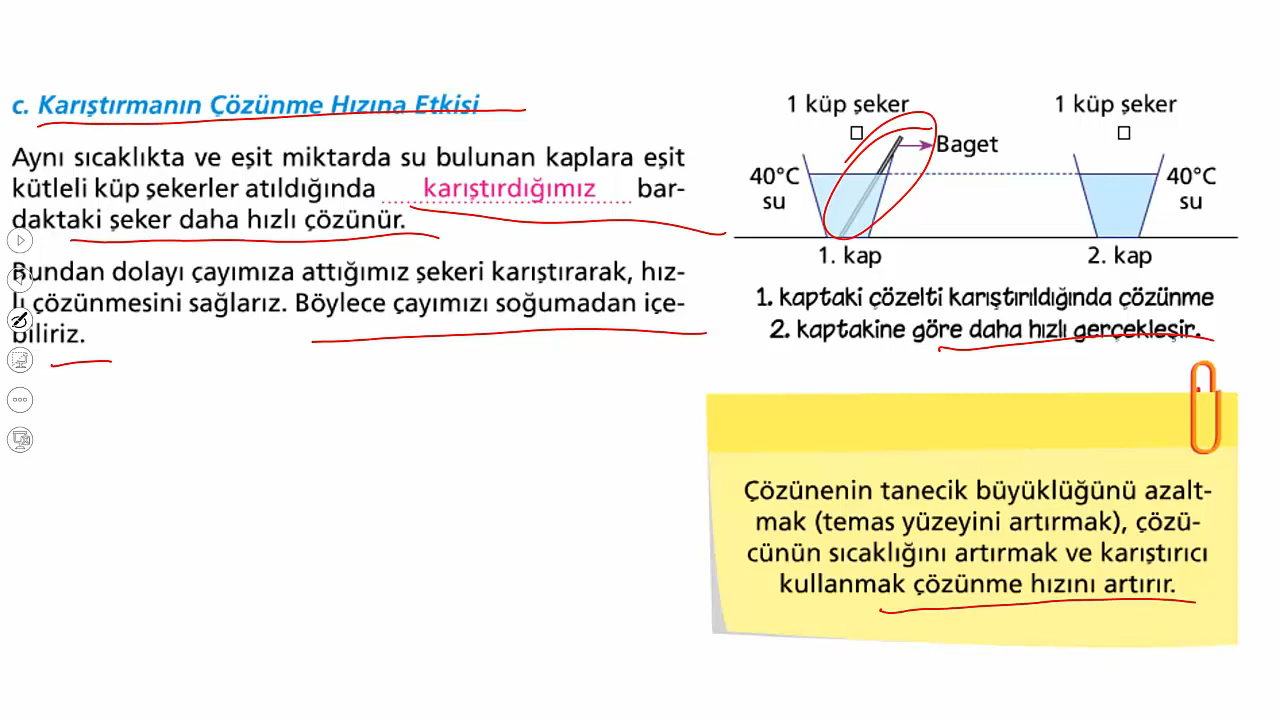 c. Karıştırmanın Çözünme Hızına Etkisi
Aynı sıcaklıkta ve eşit miktarda su bulunan kaplara eşit
kütleli küp şekerler atıldığında karıştırdığımız bar-
daktaki şeker daha hızlı çözünür.
Bundan dolayı çayımıza attığımız şekeri karıştırarak, hız-
lı çözünmesini sağlarız. Böylece çayımızı soğumadan içe-
biliriz.
1 küp şeker
1 küp şeker
Baget
40°C
su
40°C
su
1. kap
2. kap
1. kaptaki çözelti karıştırıldığında çözünme
2. kaptakine göre daha hızlı gerçekleşir.
Çözünenin tanecik büyüklüğünü azalt-
mak (temas yüzeyini artırmak), çözü-
cünün sıcaklığını artırmak ve karıştırıcı
kullanmak çözünme hızını artırır.